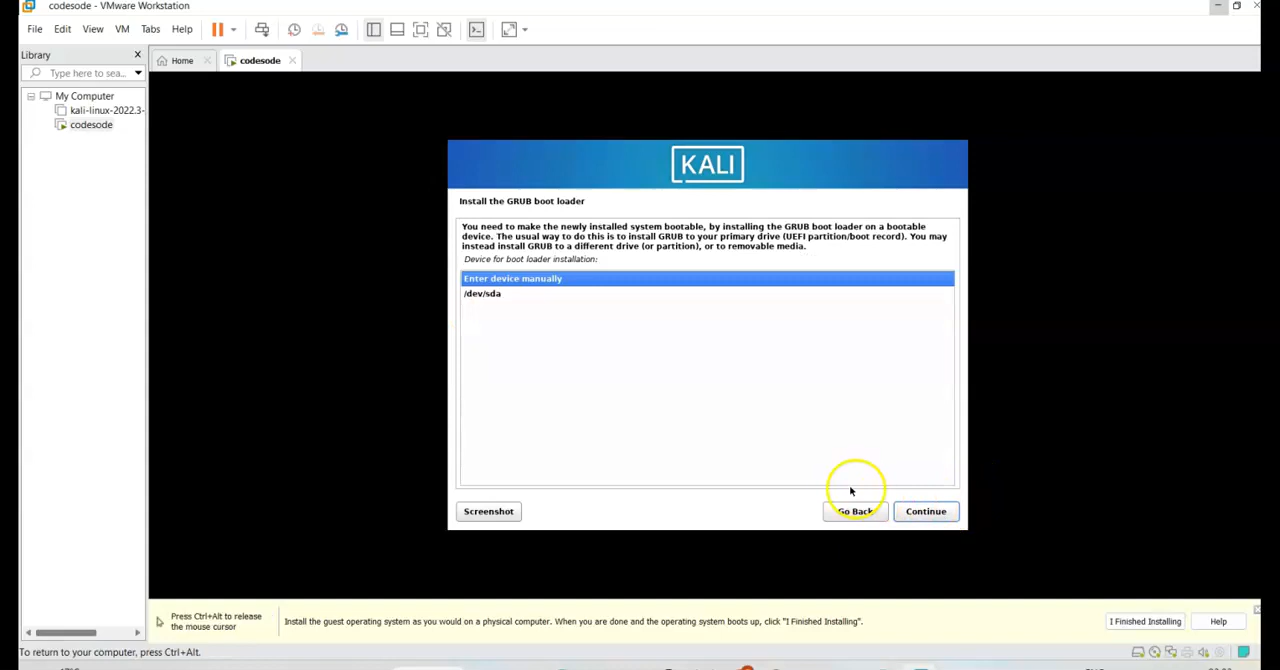 codesode - VMware Workstation
File Edit View VM Tabs Help
Library
Home
codesode
Type here to sea...
My Computer
kali-linux-2022.3-
codesode
KALI
Install the GRUB boot loader
You need to make the newly installed system bootable, by installing the GRUB boot loader on a bootable
device. The usual way to do this is to install GRUB to your primary drive (UEFI partition/boot record). You may
instead install GRUB to a different drive (or partition), or to removable media.
Device for boot loader installation:
Enter device manually
/dev/sda
Screenshot
Go Back
Continue
Press Ctrl+Alt to release
the mouse cursor
Install the guest operating system as you would on a physical computer. When you are done and the operating system boots up, click "I Finished Installing".
I Finished Installing
Help
To return to your computer, press Ctrl+Alt.